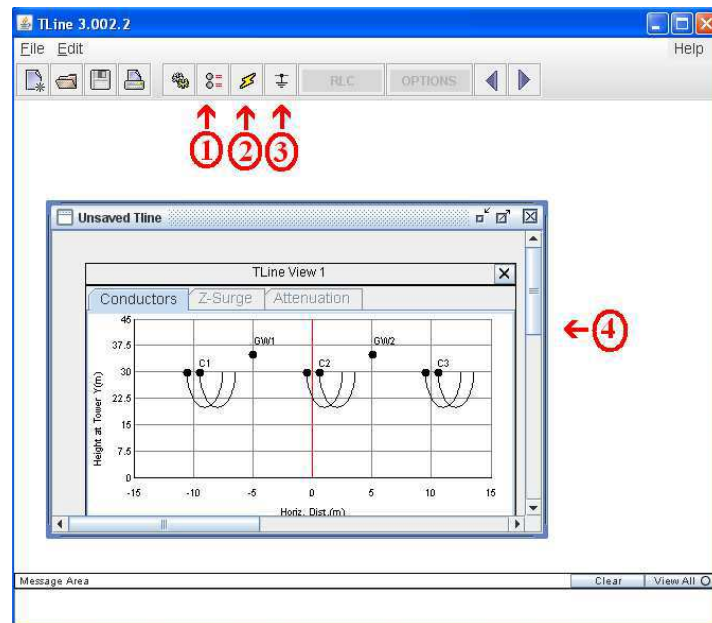 TLine 3.002.2
File Edit Help
RLC OPTIONS
1 2 3
Unsaved Tline
TLine View 1
Conductors Z-Surge Attenuation
45
37.5
30
22.5
15
7.5
0
Height at Tower Y(m)
GW1 GW2
C1 C2 C3
-15 -10 -5 0 5 10 15
Horiz. Dist.(m)
4
Message Area Clear View All